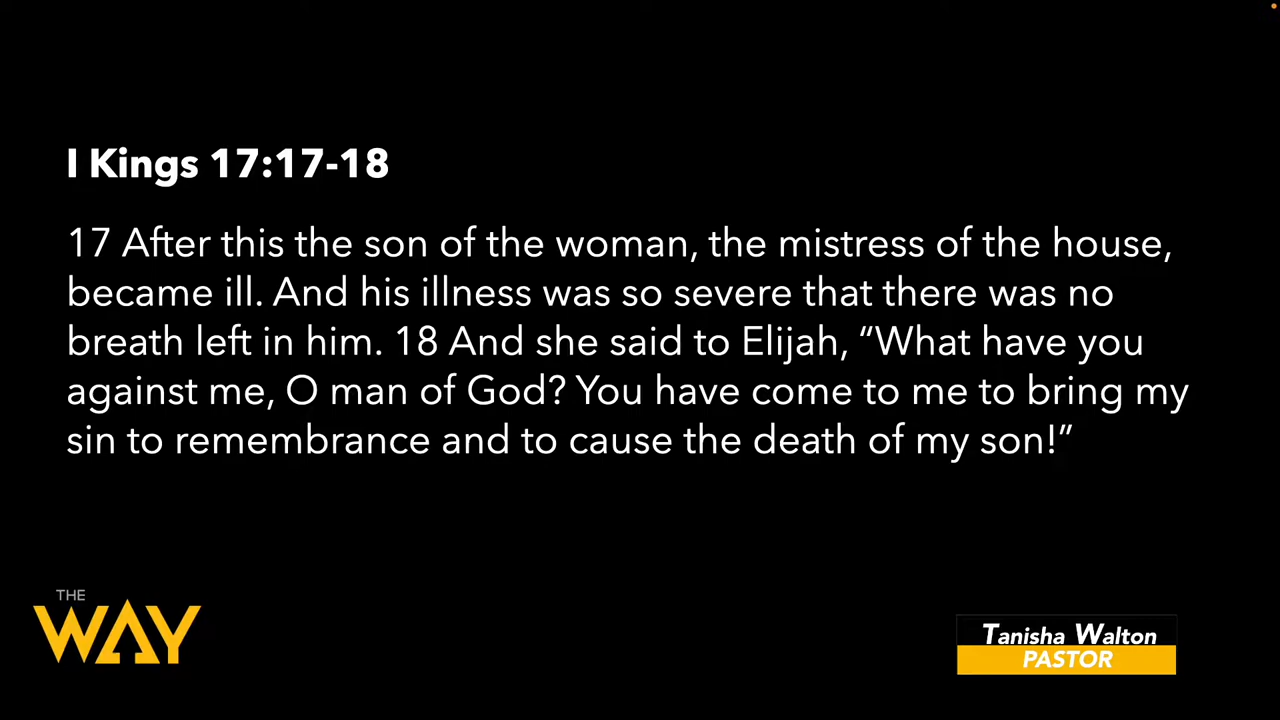 I Kings 17:17-18
17 After this the son of the woman, the mistress of the house,
became ill. And his illness was so severe that there was no
breath left in him. 18 And she said to Elijah, “What have you
against me, O man of God? You have come to me to bring my
sin to remembrance and to cause the death of my son!”
THE
WAY
Tanisha Walton
PASTOR